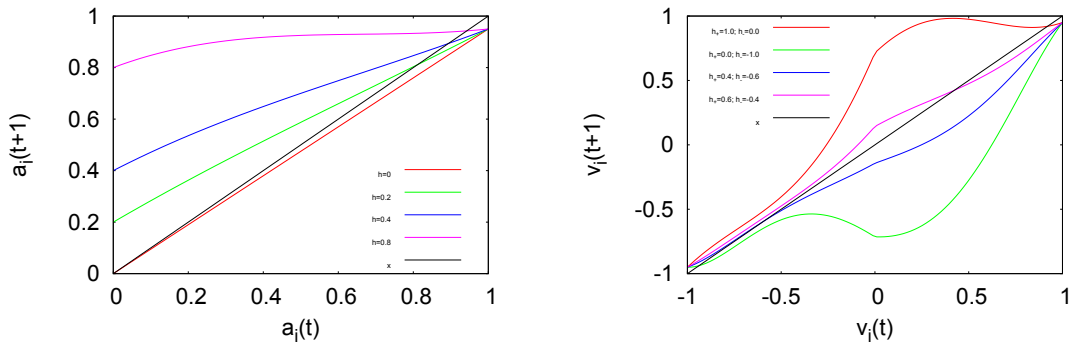 1
0.8
0.6
0.4
0.2
0
a_i(t+1)
h=0
h=0.2
h=0.4
h=0.8
x
0 0.2 0.4 0.6 0.8 1
a_i(t)
1
0.5
0
-0.5
-1
v_i(t+1)
h₊=1.0; h₋=0.0
h₊=0.0; h₋=-1.0
h₊=0.4; h₋=-0.6
h₊=0.6; h₋=-0.4
x
-1 -0.5 0 0.5 1
v_i(t)